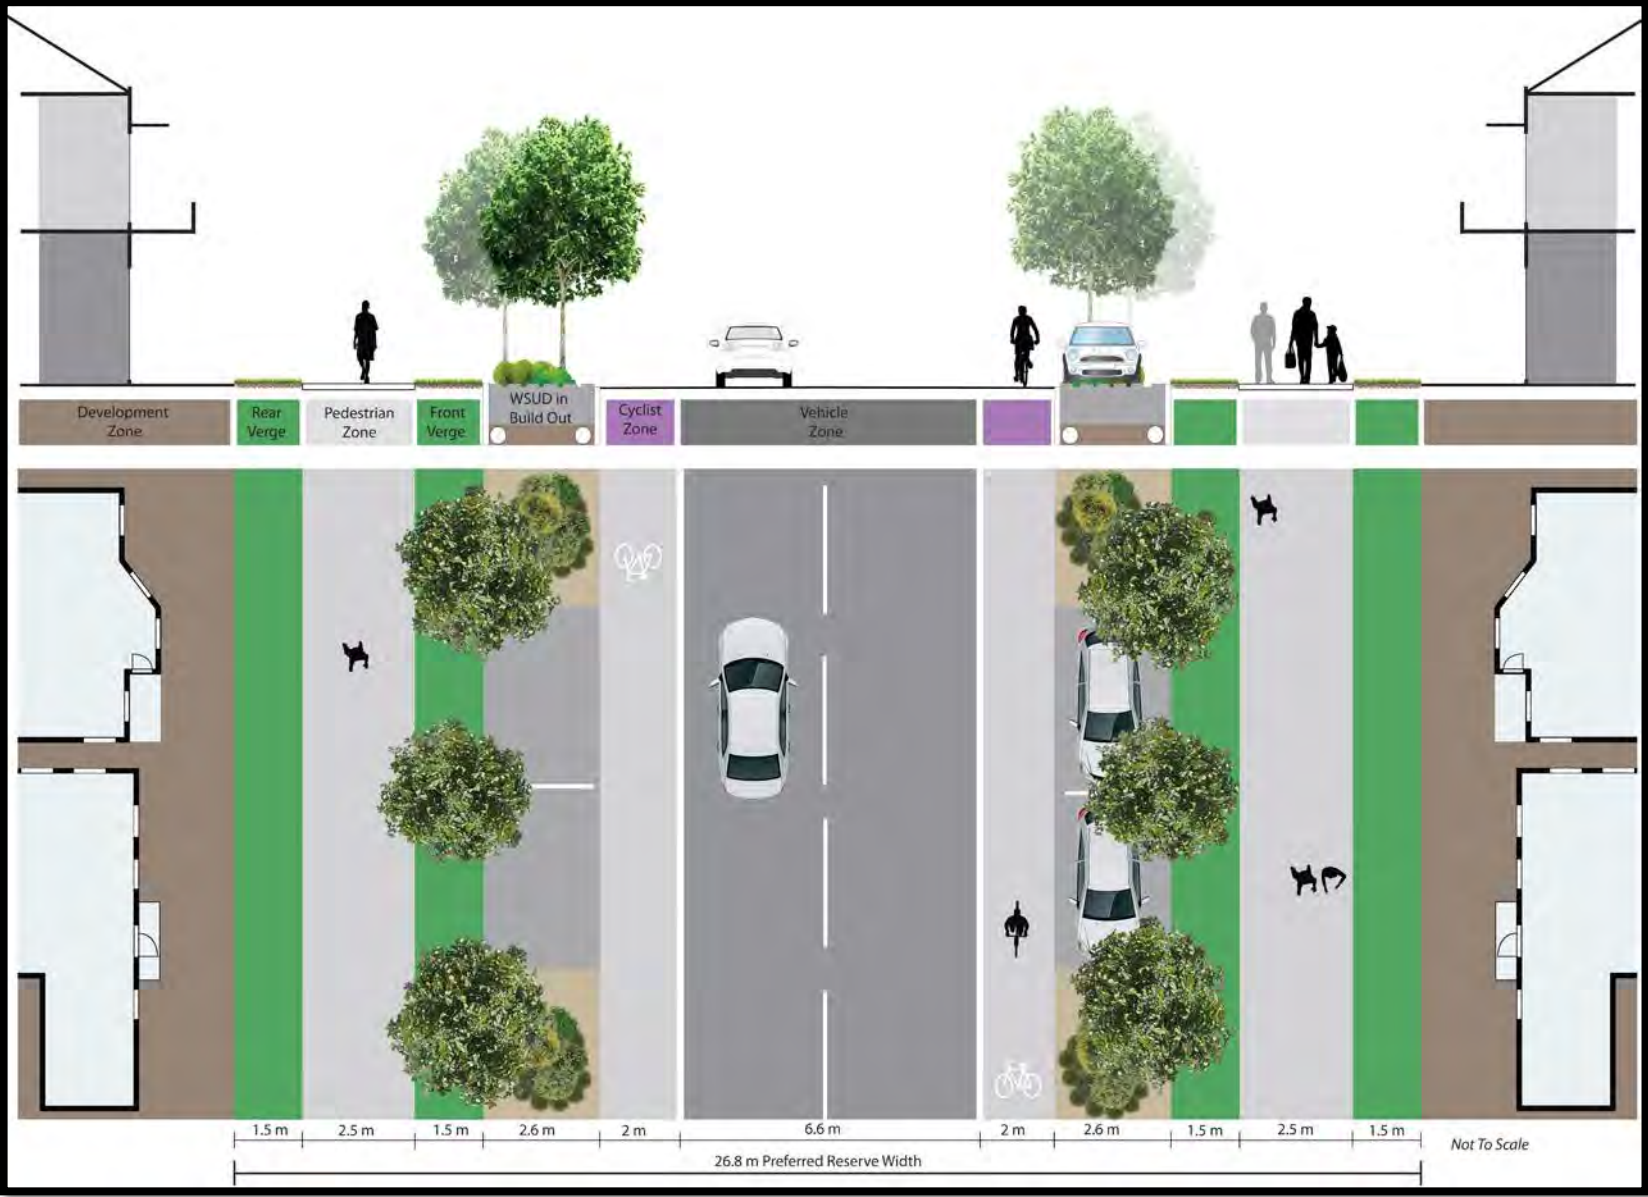 Development
Zone
Rear
Verge
Pedestrian
Zone
Front
Verge
WSUD in
Build Out
Cyclist
Zone
Vehicle
Zone
1.5 m
2.5 m
1.5 m
2.6 m
2 m
6.6 m
2 m
2.6 m
1.5 m
2.5 m
1.5 m
Not To Scale
26.8 m Preferred Reserve Width